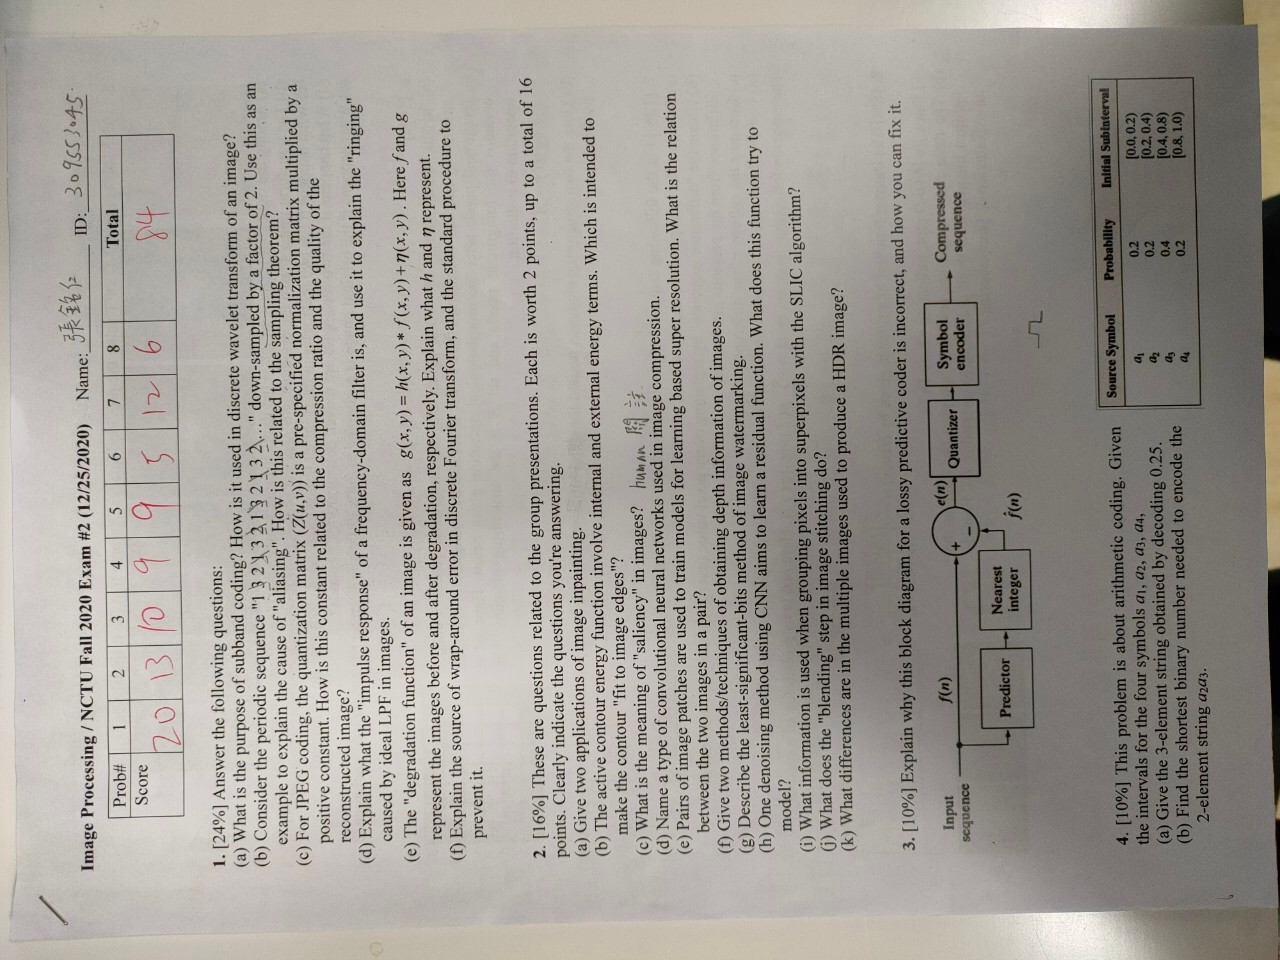 Image Processing / NCTU Fall 2020 Exam #2 (12/25/2020) Name: 張銘仁 ID: 309553045
Prob# 1 2 3 4 5 6 7 8 Total
Score 20 13 10 9 9 5 12 6 84
1. [24%] Answer the following questions:
(a) What is the purpose of subband coding? How is it used in discrete wavelet transform of an image?
(b) Consider the periodic sequence "1 3 2 1 3 2 1 3 2 1 3 2..." down-sampled by a factor of 2. Use this as an
example to explain the cause of "aliasing". How is this related to the sampling theorem?
(c) For JPEG coding, the quantization matrix (Z(u,v)) is a pre-specified normalization matrix multiplied by a
positive constant. How is this constant related to the compression ratio and the quality of the
reconstructed image?
(d) Explain what the "impulse response" of a frequency-domain filter is, and use it to explain the "ringing"
caused by ideal LPF in images.
(e) The "degradation function" of an image is given as g(x, y) = h(x, y) * f(x, y) + η(x, y). Here f and g
represent the images before and after degradation, respectively. Explain what h and η represent.
(f) Explain the source of wrap-around error in discrete Fourier transform, and the standard procedure to
prevent it.
2. [16%] These are questions related to the group presentations. Each is worth 2 points, up to a total of 16
points. Clearly indicate the questions you're answering.
(a) Give two applications of image inpainting.
(b) The active contour energy function involve internal and external energy terms. Which is intended to
make the contour "fit to image edges"?
(c) What is the meaning of "saliency" in images? human 關註
(d) Name a type of convolutional neural networks used in image compression.
(e) Pairs of image patches are used to train models for learning based super resolution. What is the relation
between the two images in a pair?
(f) Give two methods/techniques of obtaining depth information of images.
(g) Describe the least-significant-bits method of image watermarking.
(h) One denoising method using CNN aims to learn a residual function. What does this function try to
model?
(i) What information is used when grouping pixels into superpixels with the SLIC algorithm?
(j) What does the "blending" step in image stitching do?
(k) What differences are in the multiple images used to produce a HDR image?
3. [10%] Explain why this block diagram for a lossy predictive coder is incorrect, and how you can fix it.
Input sequence
f(n)
+
−
e(n)
Quantizer
Symbol encoder
Compressed sequence
Predictor
Nearest integer
f̂(n)
4. [10%] This problem is about arithmetic coding. Given
the intervals for the four symbols a1, a2, a3, a4,
(a) Give the 3-element string obtained by decoding 0.25.
(b) Find the shortest binary number needed to encode the
2-element string a2a3.
Source Symbol Probability Initial Subinterval
a1 0.2 [0.0, 0.2)
a2 0.2 [0.2, 0.4)
a3 0.4 [0.4, 0.8)
a4 0.2 [0.8, 1.0)